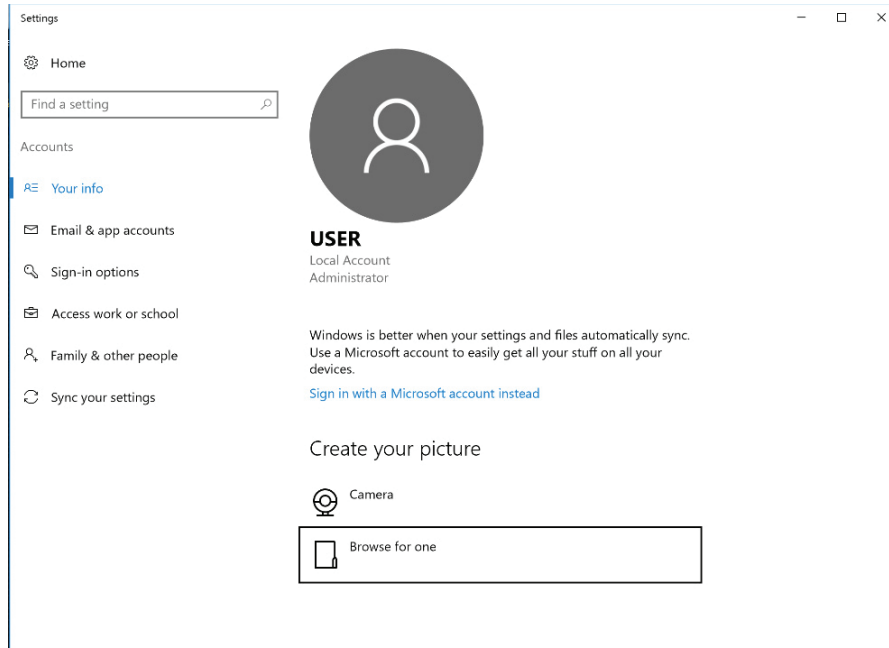 Settings
Home
Find a setting
Accounts
Your info
Email & app accounts
Sign-in options
Access work or school
Family & other people
Sync your settings
USER
Local Account
Administrator
Windows is better when your settings and files automatically sync.
Use a Microsoft account to easily get all your stuff on all your
devices.
Sign in with a Microsoft account instead
Create your picture
Camera
Browse for one